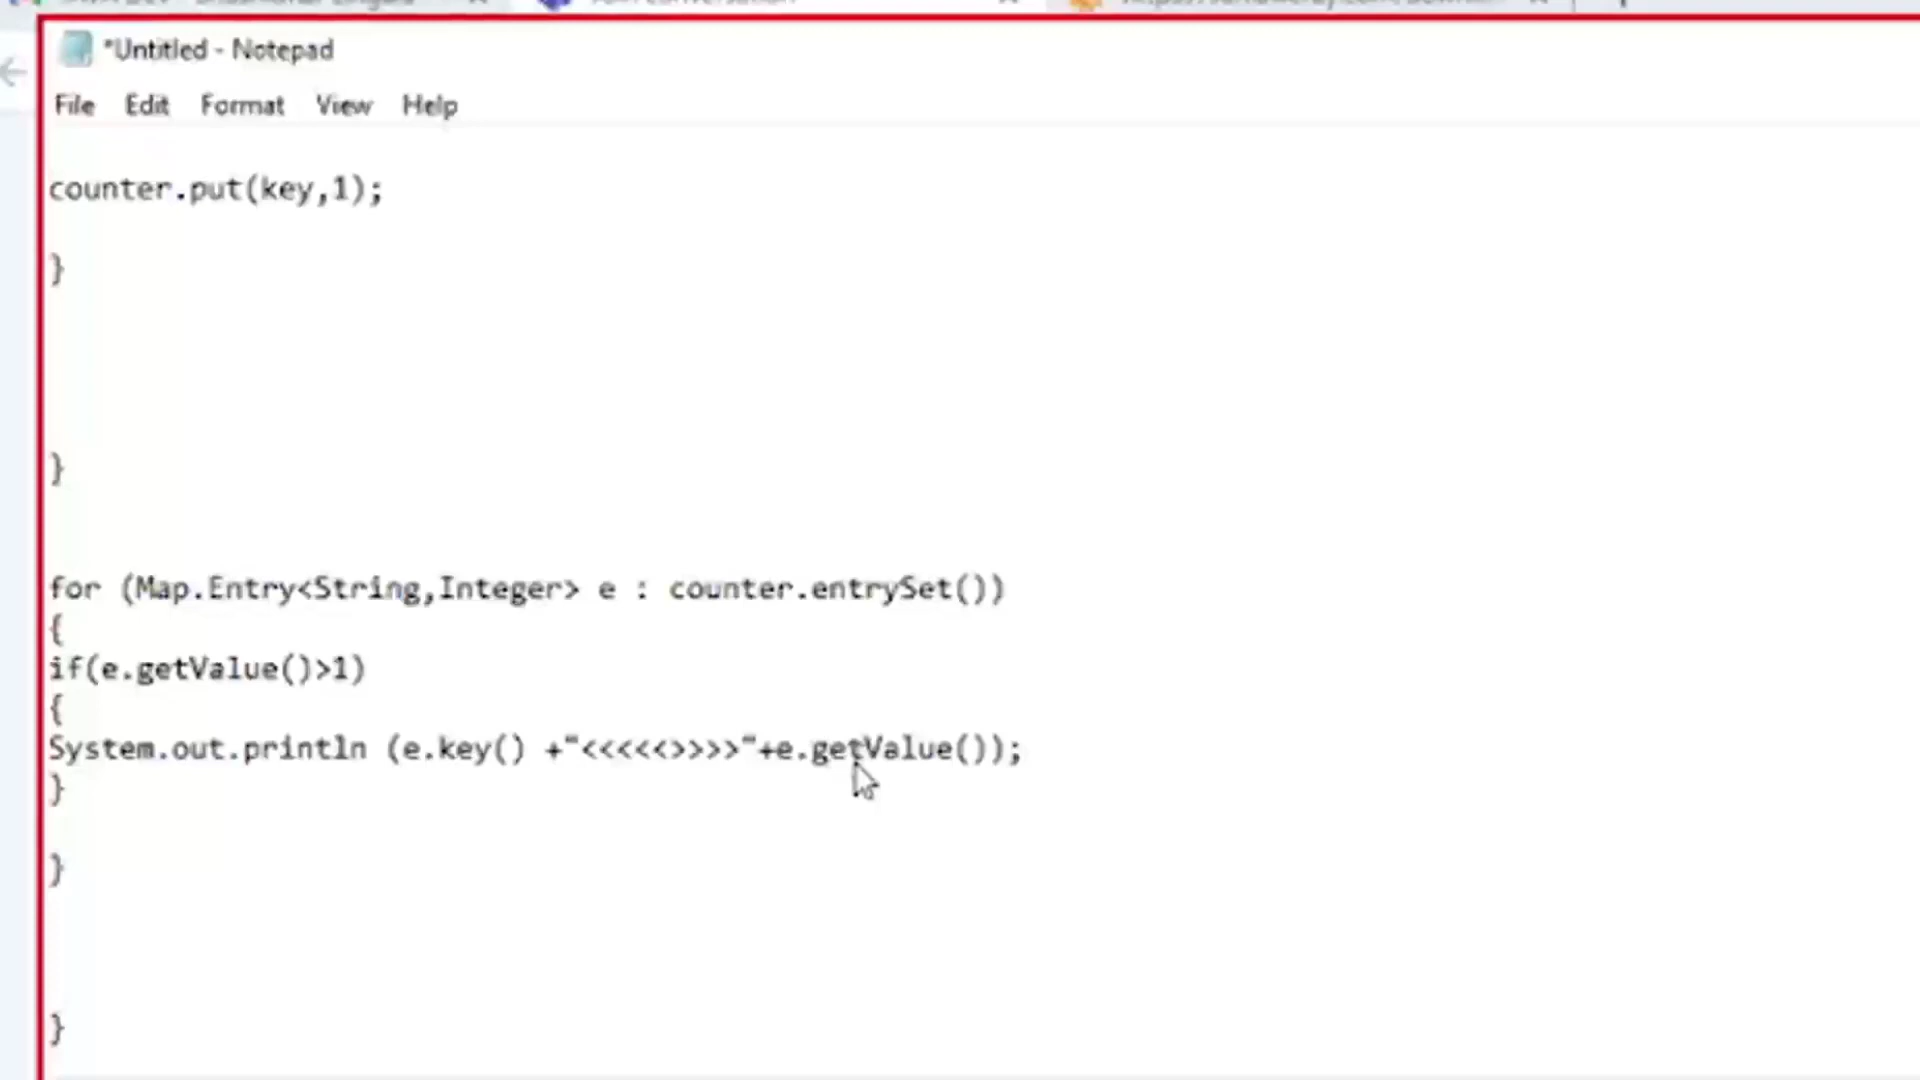 *Untitled - Notepad
File Edit Format View Help
counter.put(key,1);
}
}
for (Map.Entry<String,Integer> e : counter.entrySet())
{
if(e.getValue()>1)
{
System.out.println (e.key() +"<<<<<>>>>"+e.getValue());
}
}
}